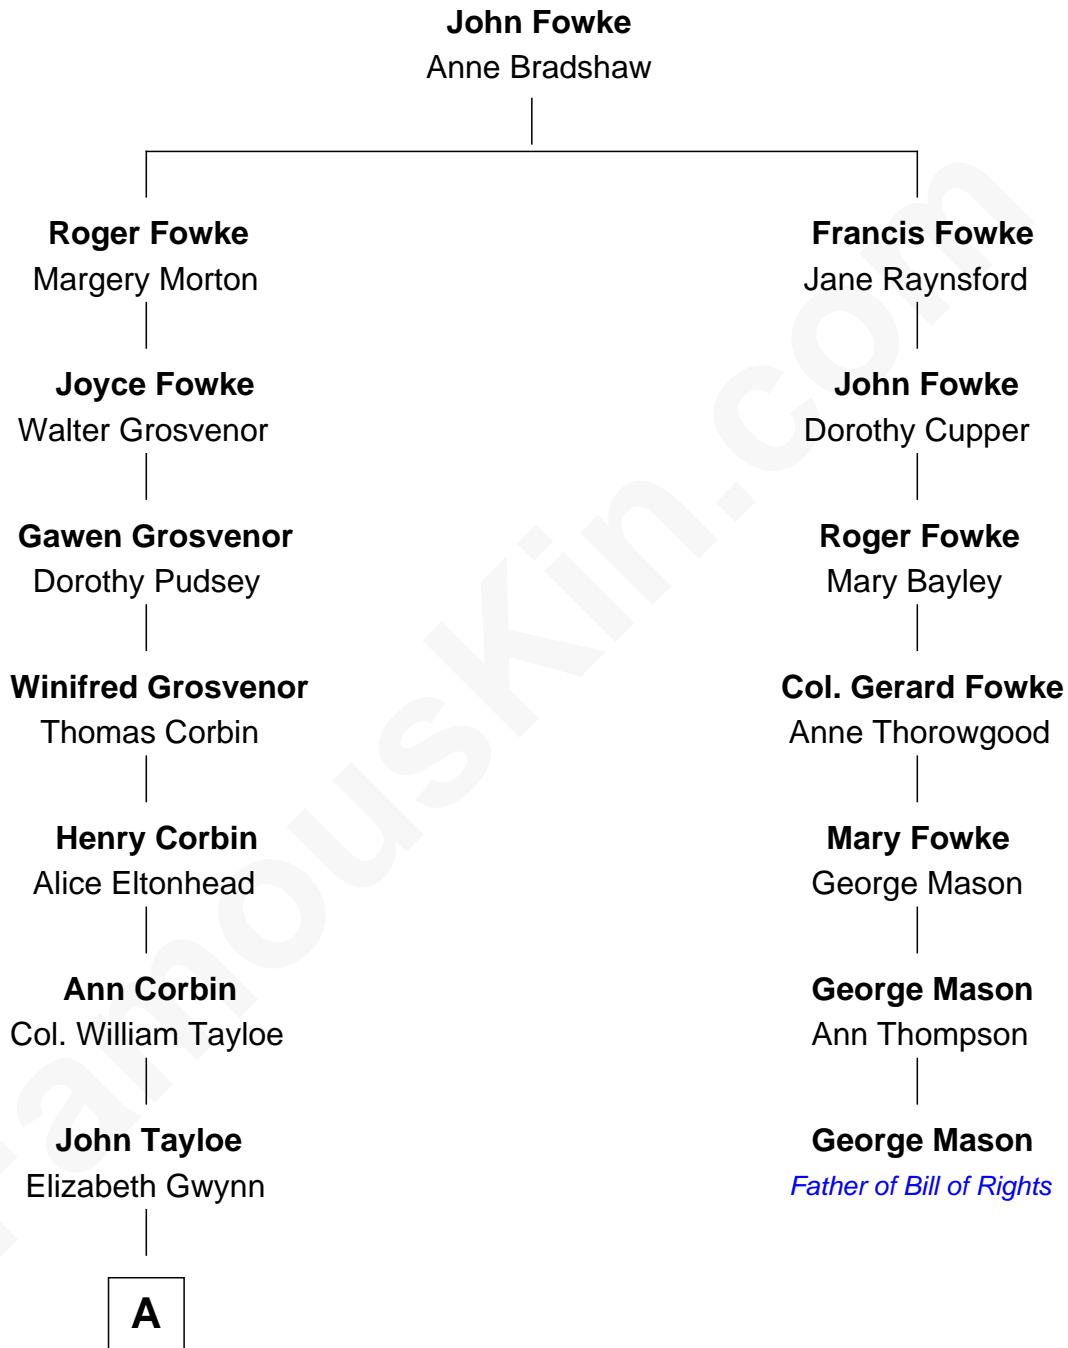 John Fowke
Anne Bradshaw
Roger Fowke
Margery Morton
Joyce Fowke
Walter Grosvenor
Gawen Grosvenor
Dorothy Pudsey
Winifred Grosvenor
Thomas Corbin
Henry Corbin
Alice Eltonhead
Ann Corbin
Col. William Tayloe
John Tayloe
Elizabeth Gwynn
A
Francis Fowke
Jane Raynsford
John Fowke
Dorothy Cupper
Roger Fowke
Mary Bayley
Col. Gerard Fowke
Anne Thorowgood
Mary Fowke
George Mason
George Mason
Ann Thompson
George Mason
Father of Bill of Rights
FamousKin.com